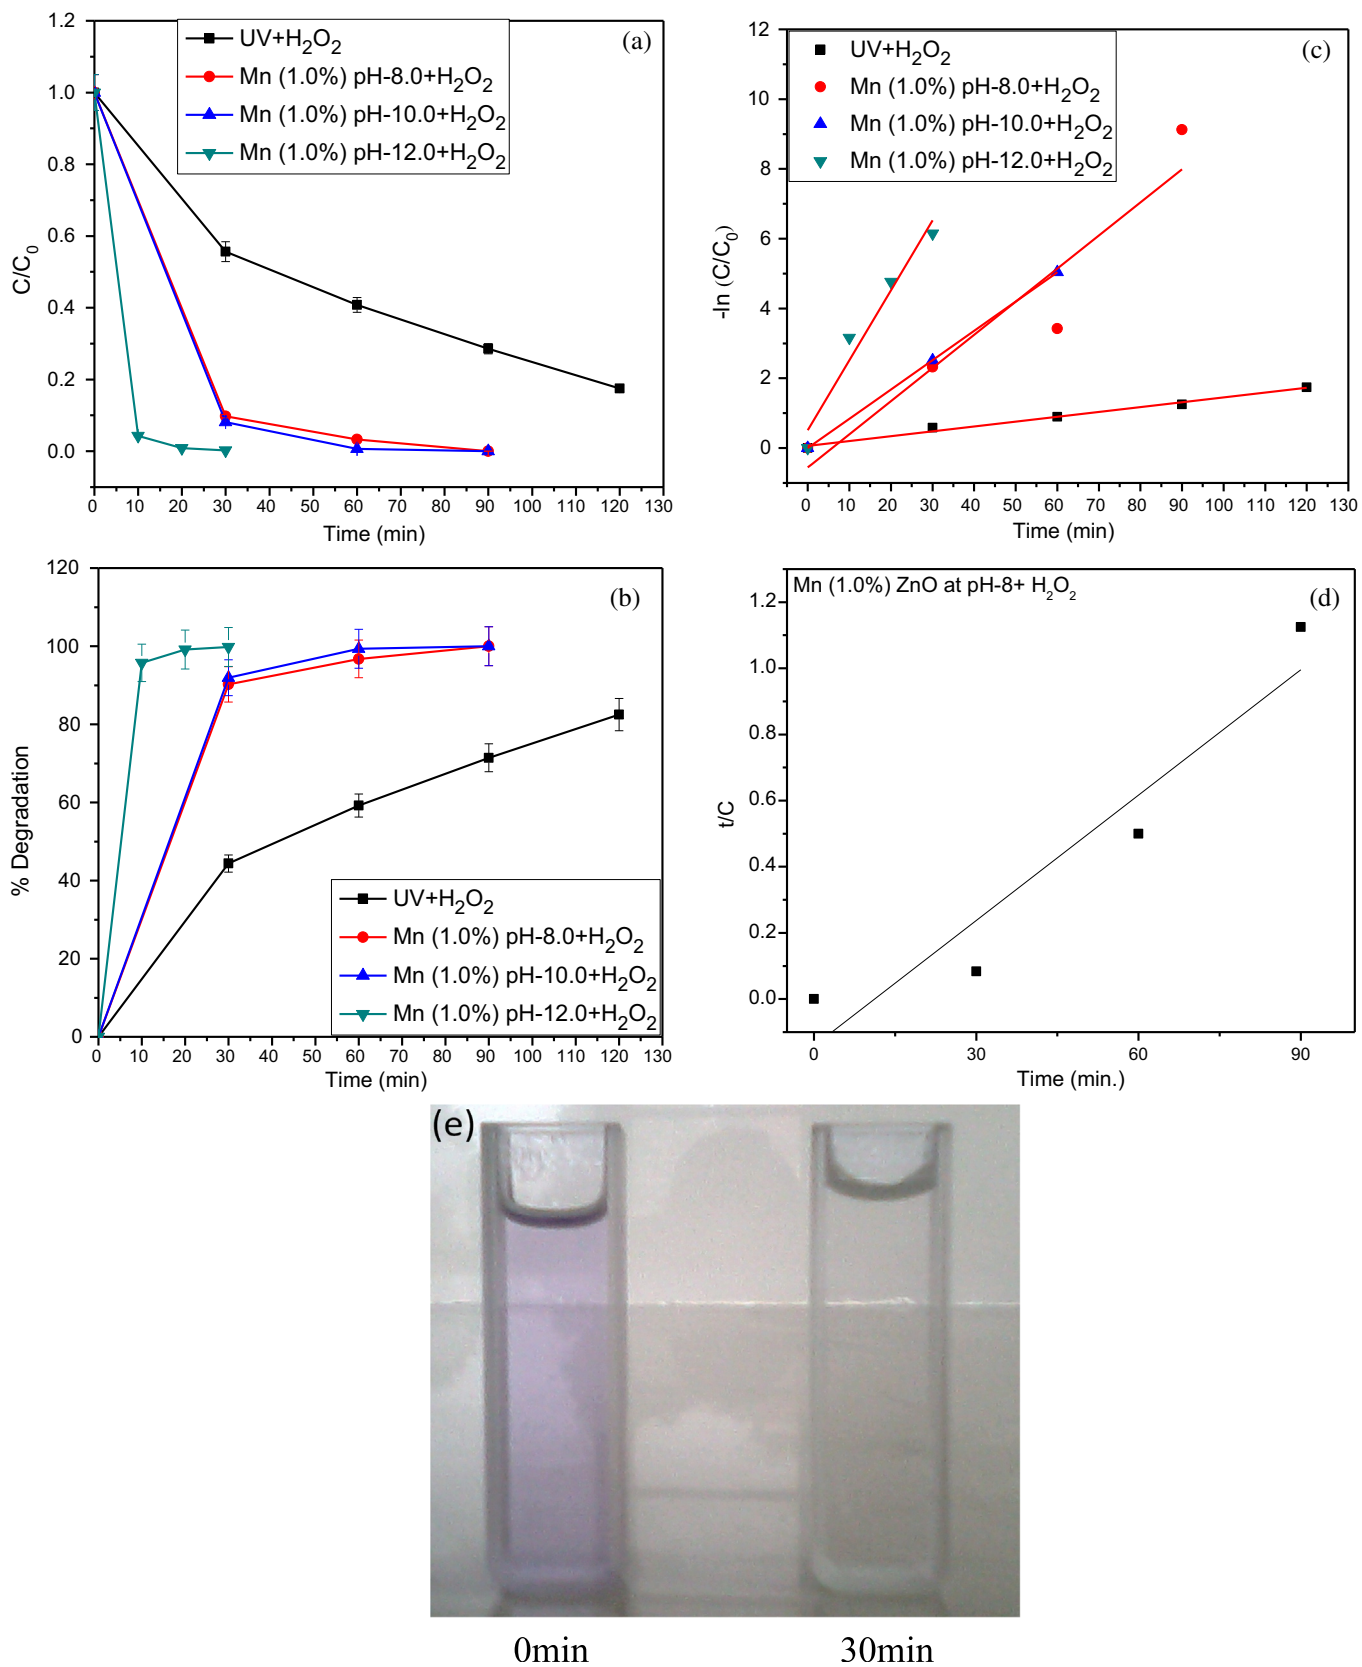 (a)
UV+H₂O₂
Mn (1.0%) pH-8.0+H₂O₂
Mn (1.0%) pH-10.0+H₂O₂
Mn (1.0%) pH-12.0+H₂O₂
1.2
1.0
0.8
0.6
0.4
0.2
0.0
C/C₀
0 10 20 30 40 50 60 70 80 90 100 110 120 130
Time (min)
(c)
UV+H₂O₂
Mn (1.0%) pH-8.0+H₂O₂
Mn (1.0%) pH-10.0+H₂O₂
Mn (1.0%) pH-12.0+H₂O₂
12
10
8
6
4
2
0
-ln (C/C₀)
0 10 20 30 40 50 60 70 80 90 100 110 120 130
Time (min)
(b)
120
100
80
60
40
20
0
% Degradation
UV+H₂O₂
Mn (1.0%) pH-8.0+H₂O₂
Mn (1.0%) pH-10.0+H₂O₂
Mn (1.0%) pH-12.0+H₂O₂
0 10 20 30 40 50 60 70 80 90 100 110 120 130
Time (min)
Mn (1.0%) ZnO at pH-8+ H₂O₂
(d)
1.2
1.0
0.8
0.6
0.4
0.2
0.0
t/C
0 30 60 90
Time (min.)
(e)
0min 30min